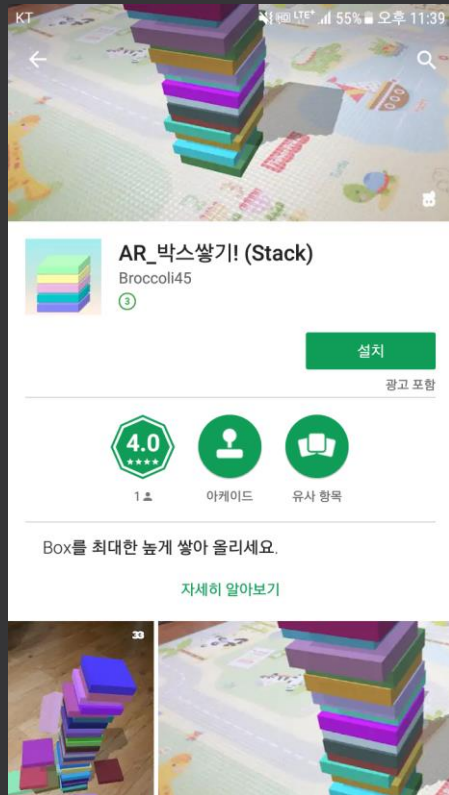 KT HD LTE+ 55% 오후 11:39
AR_박스쌓기! (Stack)
Broccoli45
3
설치
광고 포함
4.0
1
아케이드
유사 항목
Box를 최대한 높게 쌓아 올리세요.
자세히 알아보기
33